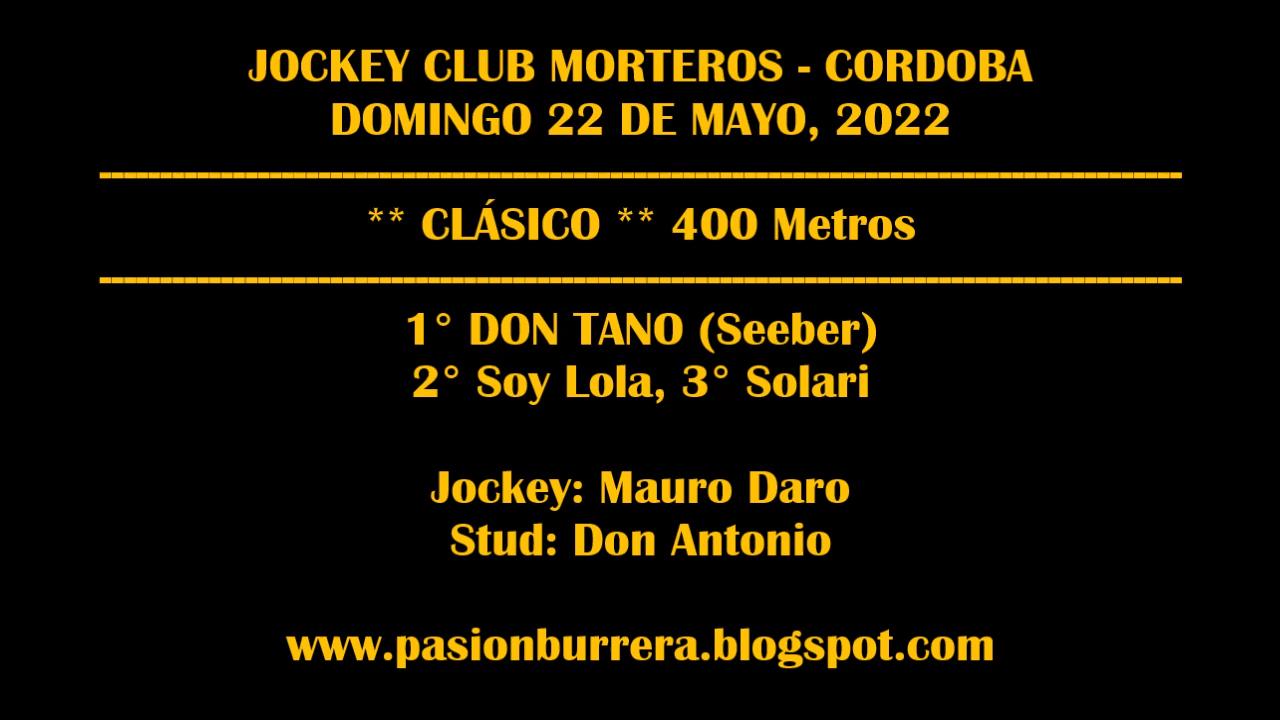 JOCKEY CLUB MORTEROS - CORDOBA
DOMINGO 22 DE MAYO, 2022
** CLÁSICO ** 400 Metros
1° DON TANO (Seeber)
2° Soy Lola, 3° Solari
Jockey: Mauro Daro
Stud: Don Antonio
www.pasionburrera.blogspot.com